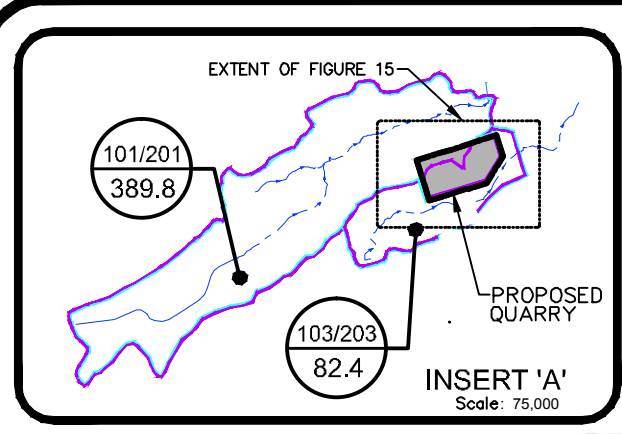 EXTENT OF FIGURE 15
101/201
389.8
PROPOSED
QUARRY
103/203
82.4
INSERT 'A'
Scale: 75,000